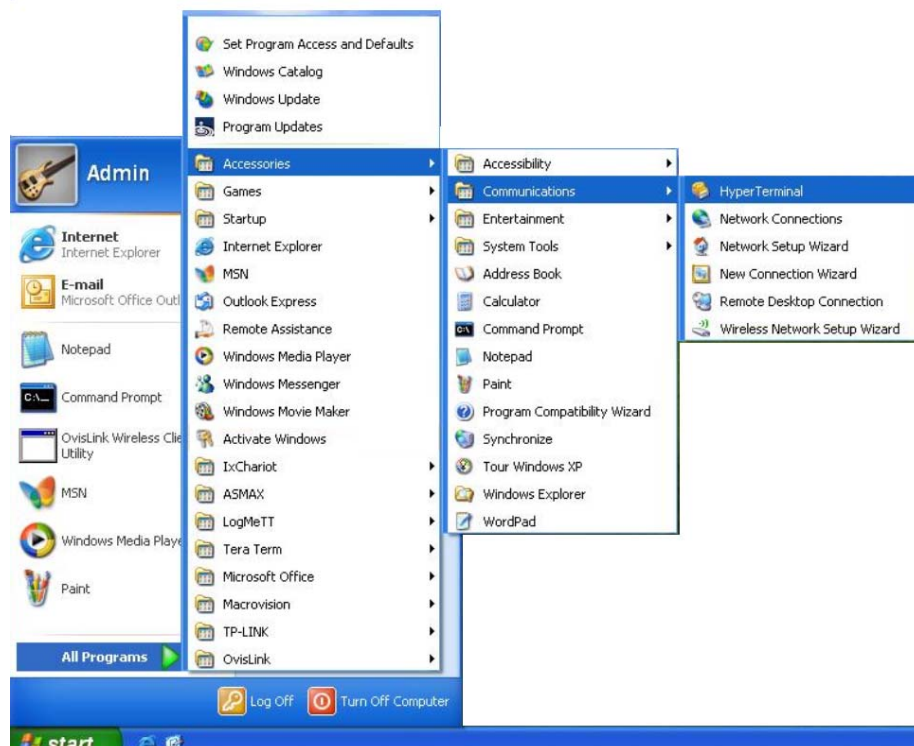 Admin
Internet
Internet Explorer
E-mail
Microsoft Office Outl
Notepad
C:\_
Command Prompt
OvisLink Wireless Clie
Utility
MSN
Windows Media Playe
Paint
All Programs
Set Program Access and Defaults
Windows Catalog
Windows Update
Program Updates
Accessories
Games
Startup
Internet Explorer
MSN
Outlook Express
Remote Assistance
Windows Media Player
Windows Messenger
Windows Movie Maker
Activate Windows
IxChariot
ASMAX
LogMeTT
Tera Term
Microsoft Office
Macrovision
TP-LINK
OvisLink
Accessibility
Communications
Entertainment
System Tools
Address Book
Calculator
Command Prompt
Notepad
Paint
Program Compatibility Wizard
Synchronize
Tour Windows XP
Windows Explorer
WordPad
HyperTerminal
Network Connections
Network Setup Wizard
New Connection Wizard
Remote Desktop Connection
Wireless Network Setup Wizard
Log Off
Turn Off Computer
start